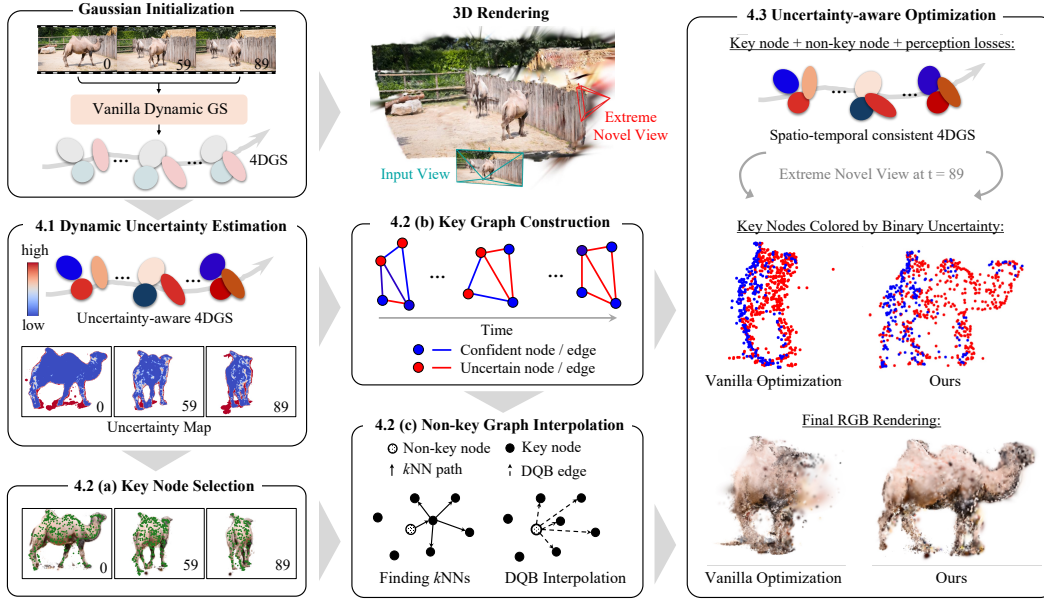 Gaussian Initialization
0
59
89
Vanilla Dynamic GS
4DGS
4.1 Dynamic Uncertainty Estimation
high
low
Uncertainty-aware 4DGS
0
59
89
Uncertainty Map
4.2 (a) Key Node Selection
0
59
89
3D Rendering
Extreme
Novel View
Input View
4.2 (b) Key Graph Construction
Time
Confident node / edge
Uncertain node / edge
4.2 (c) Non-key Graph Interpolation
Non-key node
Key node
kNN path
DQB edge
Finding kNNs
DQB Interpolation
4.3 Uncertainty-aware Optimization
Key node + non-key node + perception losses:
Spatio-temporal consistent 4DGS
Extreme Novel View at t = 89
Key Nodes Colored by Binary Uncertainty:
Vanilla Optimization
Ours
Final RGB Rendering:
Vanilla Optimization
Ours